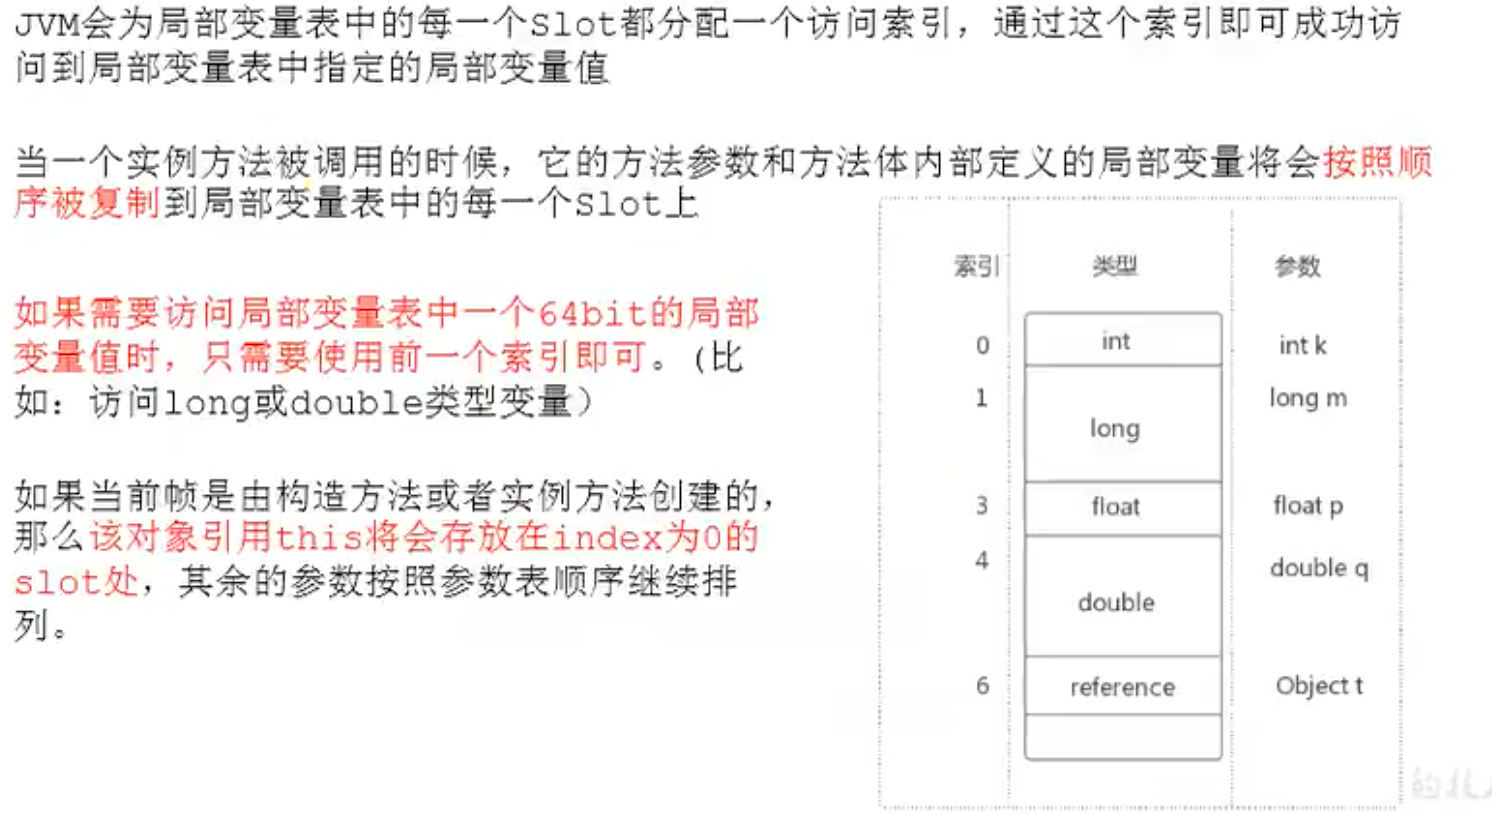 JVM会为局部变量表中的每一个Slot都分配一个访问索引，通过这个索引即可成功访
问到局部变量表中指定的局部变量值
当一个实例方法被调用的时候，它的方法参数和方法体内部定义的局部变量将会按照顺
序被复制到局部变量表中的每一个Slot上
如果需要访问局部变量表中一个64bit的局部
变量值时，只需要使用前一个索引即可。（比
如：访问long或double类型变量）
如果当前帧是由构造方法或者实例方法创建的，
那么该对象引用this将会存放在index为0的
slot处，其余的参数按照参数表顺序继续排
列。
索引 类型 参数
0 int int k
1 long long m
3 float float p
4 double double q
6 reference Object t
的技